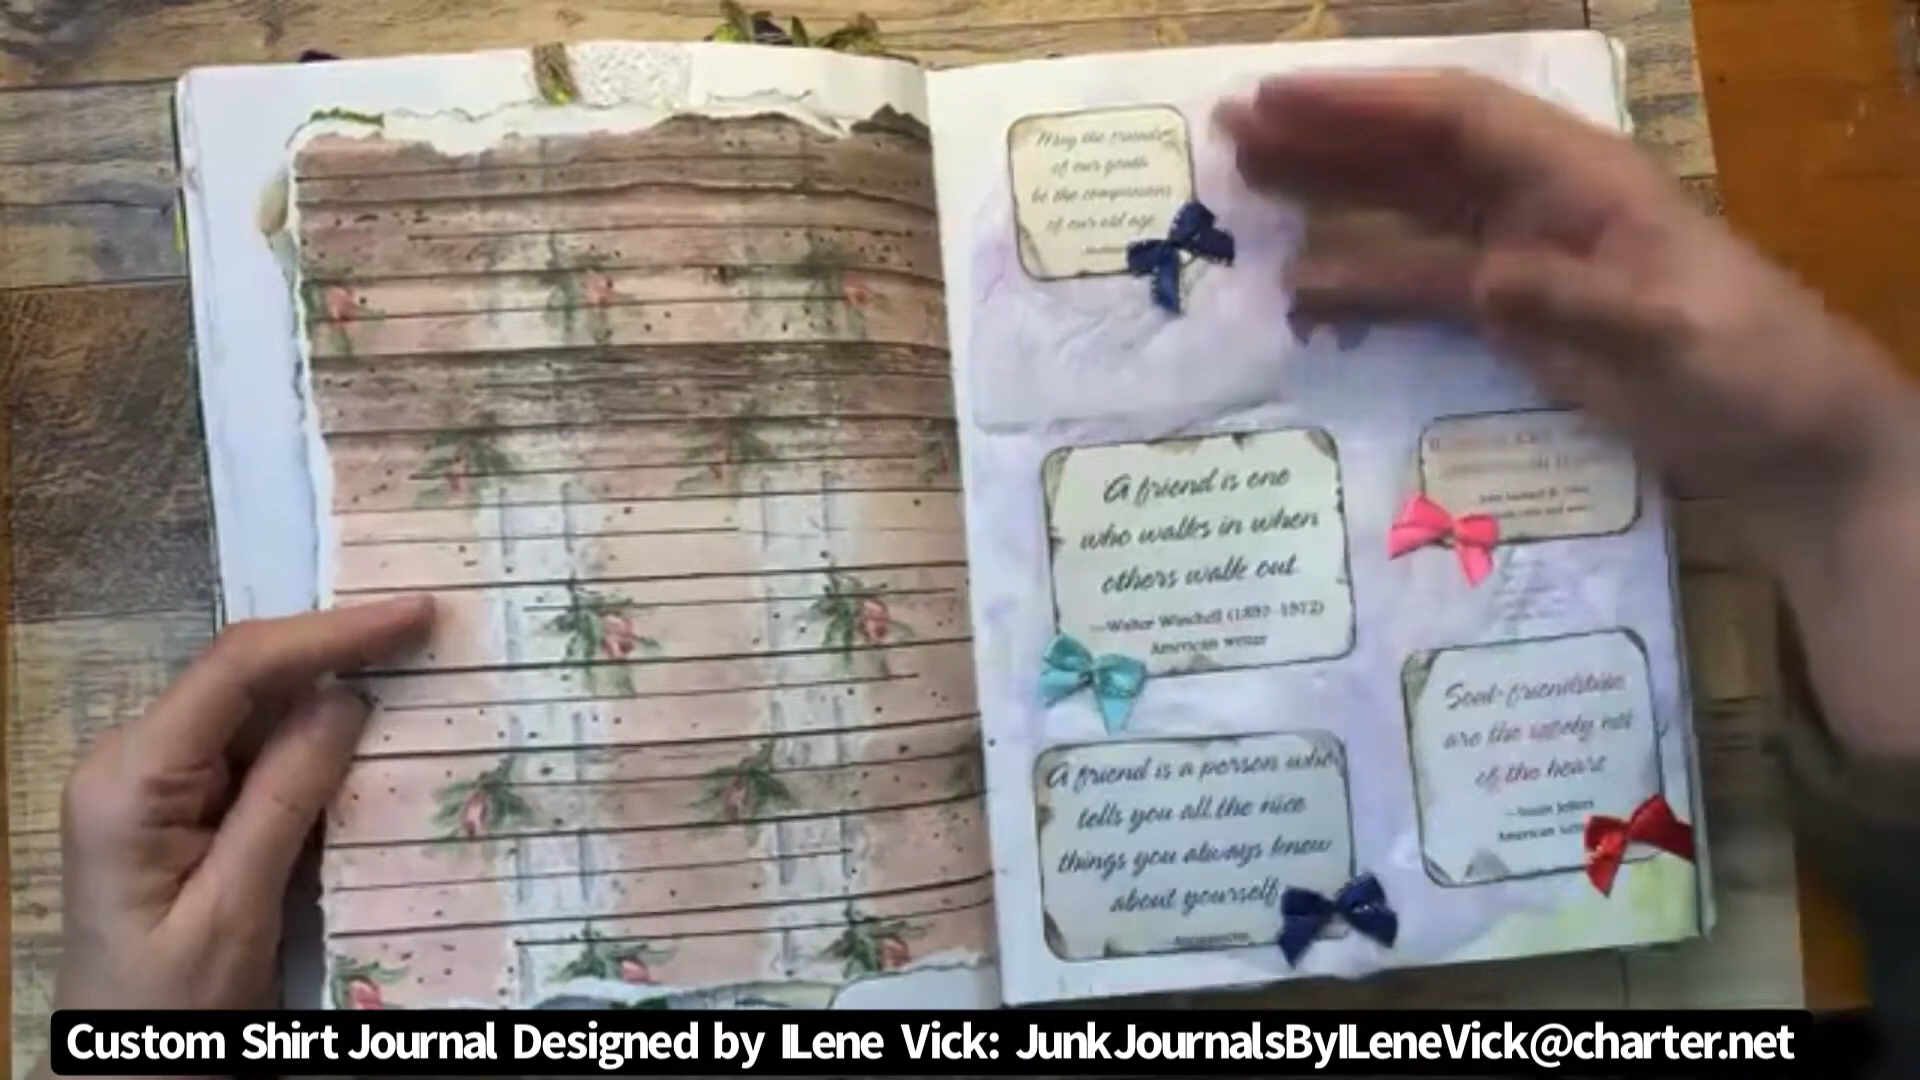 May the friends
of our youth
be the companions
of our old age
A friend is one
who walks in when
others walk out
—Walter Winchell (1897-1972)
American writer
Soul-friendships
are the
of the heart
American
A friend is a person who
tells you all the nice
things you always knew
about yourself
Custom Shirt Journal Designed by ILene Vick: JunkJournalsByILeneVick@charter.net